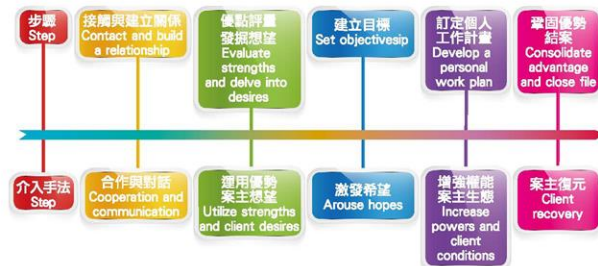 步驟
Step
接觸與建立關係
Contact and build
a relationship
優點評量
發掘想望
Evaluate
strengths
and delve into
desires
建立目標
Set objectivesip
訂定個人
工作計畫
Develop a
personal
work plan
鞏固優勢
結案
Consolidate
advantage
and close file
介入手法
Step
合作與對話
Cooperation and
communication
運用優勢
案主想望
Utilize strengths
and client desires
激發希望
Arouse hopes
增強權能
案主生態
Increase
powers and
client
conditions
案主復元
Client
recovery